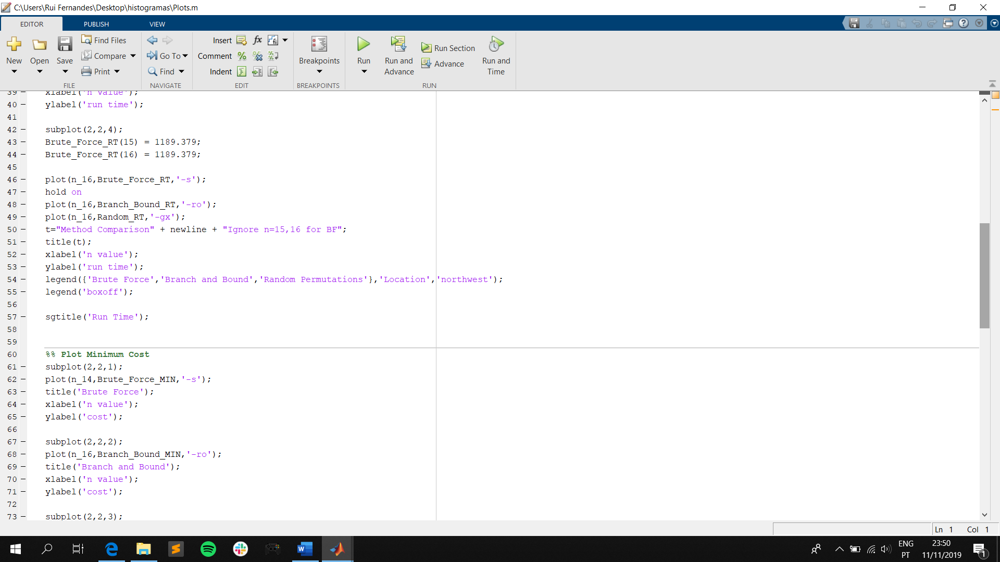 C:\Users\Rui Fernandes\Desktop\histogramas\Plots.m
EDITOR PUBLISH VIEW
New
Open
Save
Find Files
Compare
Print
FILE
Go To
Find
NAVIGATE
Insert
Comment
Indent
EDIT
Breakpoints
BREAKPOINTS
Run
Run and Advance
Run Section
Advance
Run and Time
RUN
39 xlabel('n value');
40 ylabel('run time');
41
42 subplot(2,2,4);
43 Brute_Force_RT(15) = 1189.379;
44 Brute_Force_RT(16) = 1189.379;
45
46 plot(n_16,Brute_Force_RT,'-s');
47 hold on
48 plot(n_16,Branch_Bound_RT,'-ro');
49 plot(n_16,Random_RT,'-gx');
50 t="Method Comparison" + newline + "Ignore n=15,16 for BF";
51 title(t);
52 xlabel('n value');
53 ylabel('run time');
54 legend({'Brute Force','Branch and Bound','Random Permutations'},'Location','northwest');
55 legend('boxoff');
56
57 sgtitle('Run Time');
58
59
60 %% Plot Minimum Cost
61 subplot(2,2,1);
62 plot(n_14,Brute_Force_MIN,'-s');
63 title('Brute Force');
64 xlabel('n value');
65 ylabel('cost');
66
67 subplot(2,2,2);
68 plot(n_16,Branch_Bound_MIN,'-ro');
69 title('Branch and Bound');
70 xlabel('n value');
71 ylabel('cost');
72
73 subplot(2,2,3);
Ln 1 Col 1
ENG
PT
23:50
11/11/2019
1